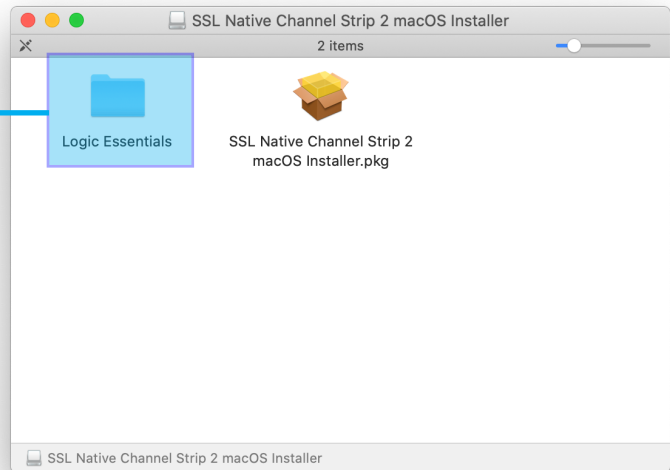 SSL Native Channel Strip 2 macOS Installer
2 items
Logic Essentials
SSL Native Channel Strip 2
macOS Installer.pkg
SSL Native Channel Strip 2 macOS Installer